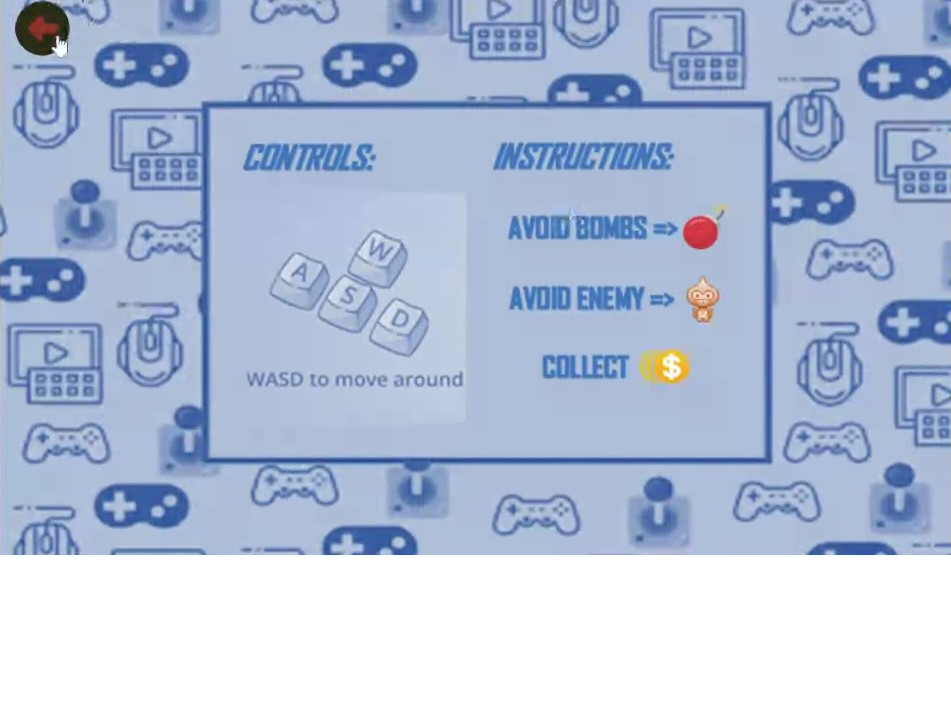 CONTROLS:
W
A
S
D
WASD to move around
INSTRUCTIONS:
AVOID BOMBS =>
AVOID ENEMY =>
COLLECT $